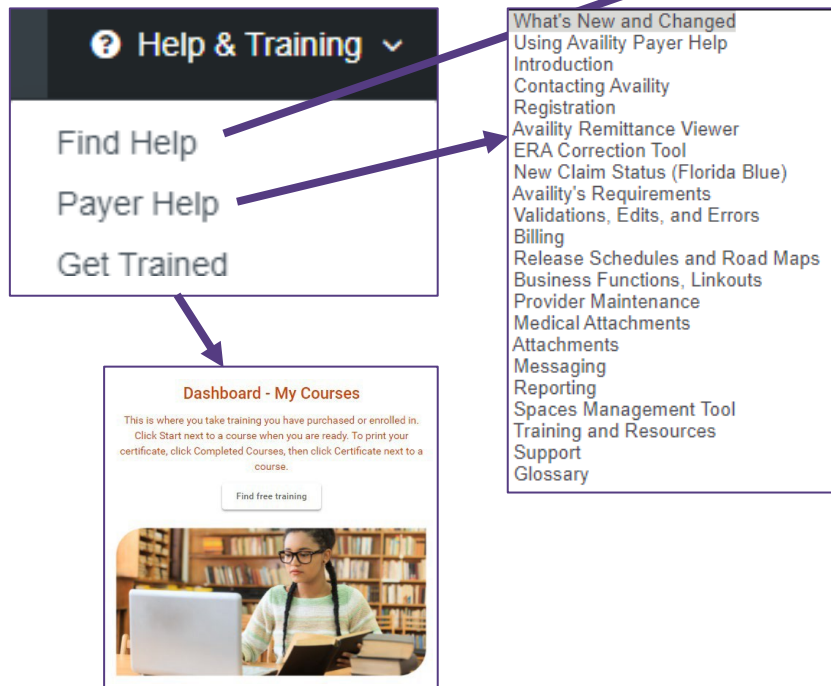 Help & Training
Find Help
Payer Help
Get Trained
What's New and Changed
Using Availity Payer Help
Introduction
Contacting Availity
Registration
Availity Remittance Viewer
ERA Correction Tool
New Claim Status (Florida Blue)
Availity's Requirements
Validations, Edits, and Errors
Billing
Release Schedules and Road Maps
Business Functions, Linkouts
Provider Maintenance
Medical Attachments
Attachments
Messaging
Reporting
Spaces Management Tool
Training and Resources
Support
Glossary
Dashboard - My Courses
This is where you take training you have purchased or enrolled in.
Click Start next to a course when you are ready. To print your
certificate, click Completed Courses, then click Certificate next to a
course.
Find free training